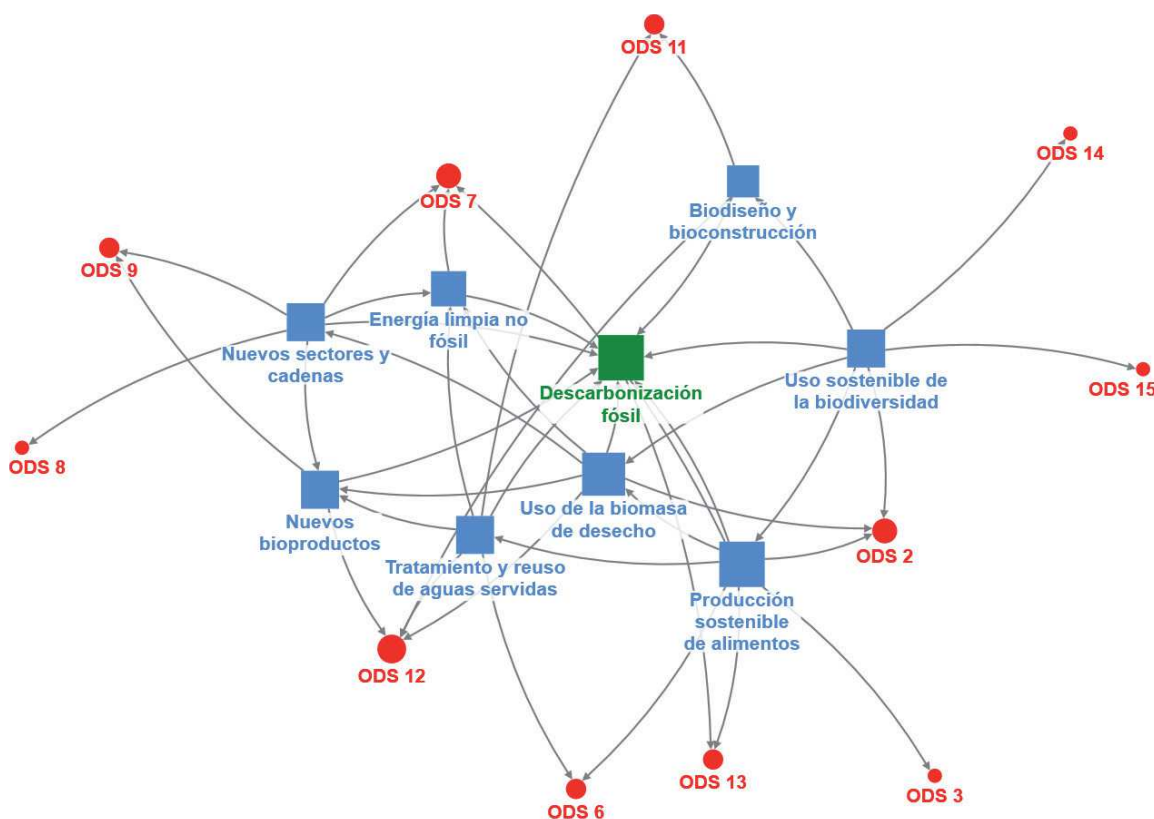 ODS 11
ODS 14
ODS 7
Biodiseño y
bioconstrucción
ODS 9
Energía limpia no
fósil
Nuevos sectores y
cadenas
Descarbonización
fósil
Uso sostenible de
la biodiversidad
ODS 15
ODS 8
Nuevos
bioproductos
Uso de la biomasa
de desecho
ODS 2
Tratamiento y reuso
de aguas servidas
Producción
sostenible
de alimentos
ODS 12
ODS 13
ODS 3
ODS 6